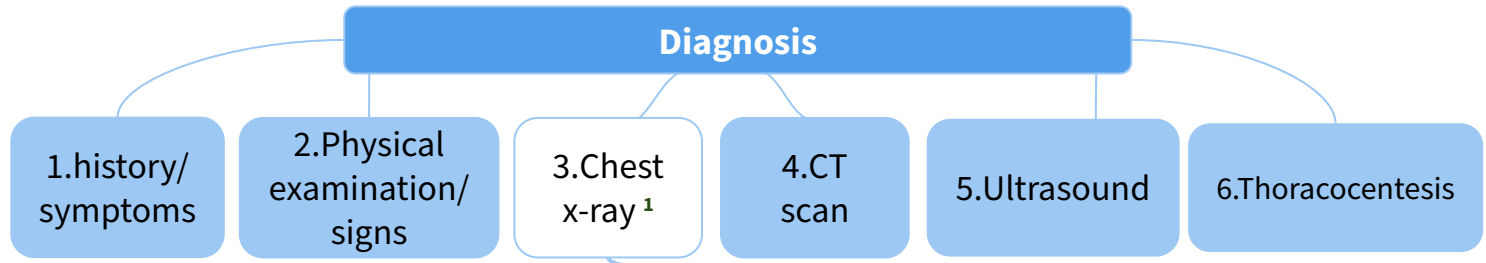 Diagnosis
1.history/
symptoms
2.Physical
examination/
signs
3.Chest
x-ray 1
4.CT
scan
5.Ultrasound
6.Thoracocentesis